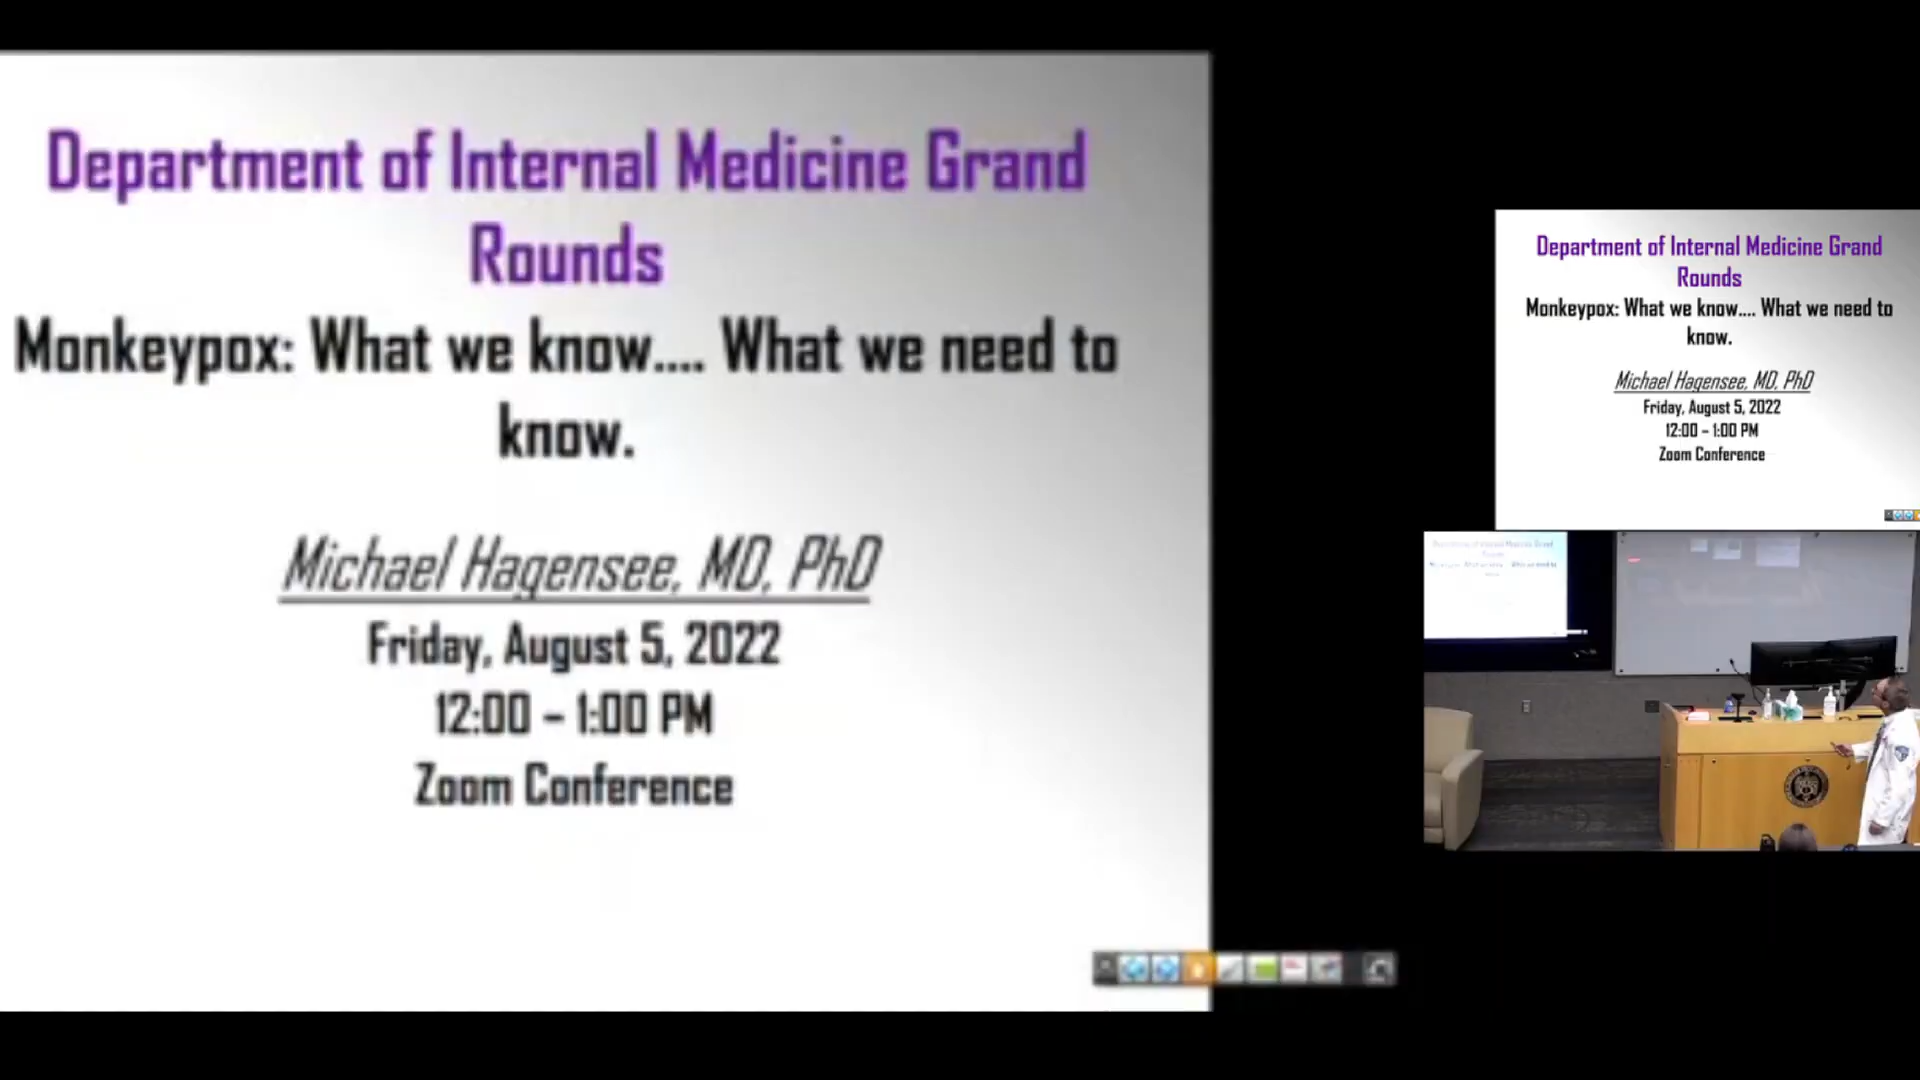 Department of Internal Medicine Grand
Rounds
Monkeypox: What we know.... What we need to
know.
Michael Hagensee, MD, PhD
Friday, August 5, 2022
12:00 – 1:00 PM
Zoom Conference
Department of Internal Medicine Grand
Rounds
Monkeypox: What we know.... What we need to
know.
Michael Hagensee, MD, PhD
Friday, August 5, 2022
12:00 – 1:00 PM
Zoom Conference